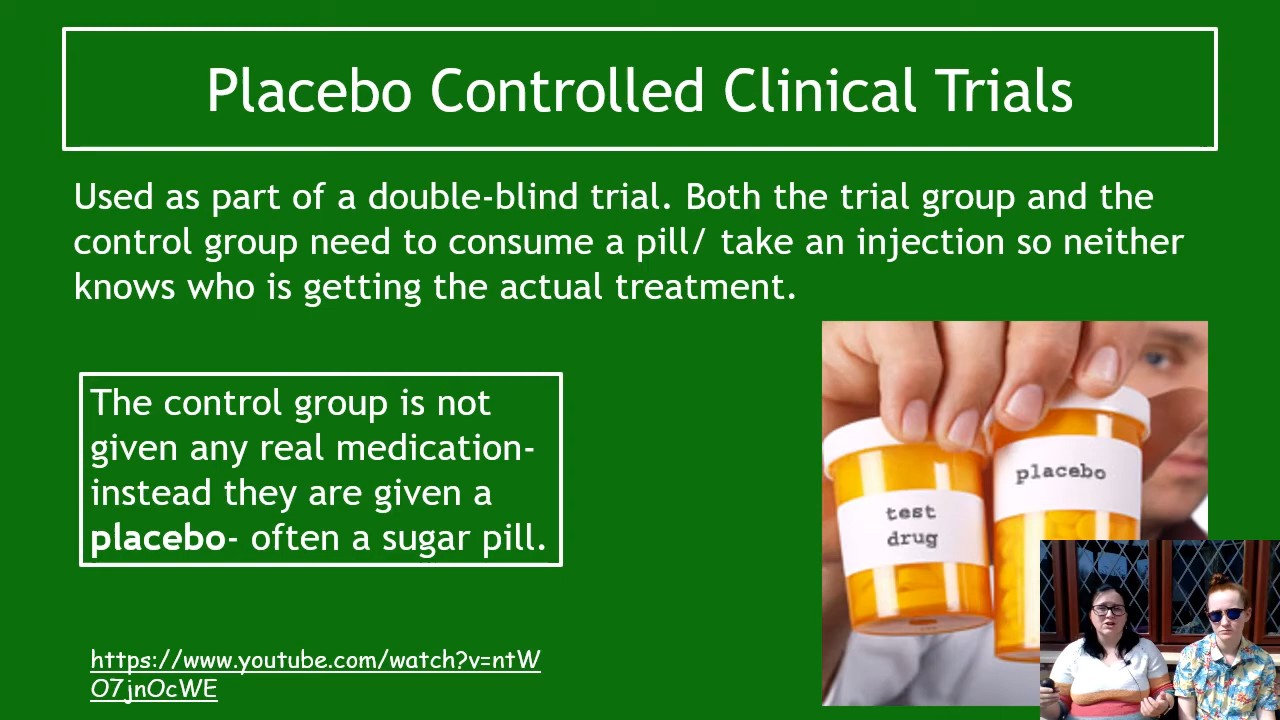 Placebo Controlled Clinical Trials
Used as part of a double-blind trial. Both the trial group and the
control group need to consume a pill/ take an injection so neither
knows who is getting the actual treatment.
The control group is not
given any real medication-
instead they are given a
placebo- often a sugar pill.
test
drug
placebo
https://www.youtube.com/watch?v=ntW
O7jnOcWE